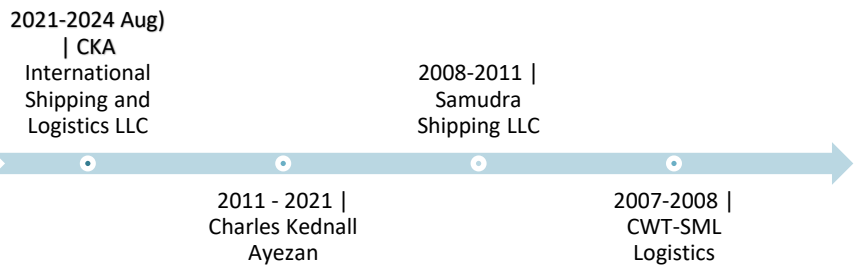 2021-2024 Aug)
| CKA
International
Shipping and
Logistics LLC
2011 - 2021 |
Charles Kednall
Ayezan
2008-2011 |
Samudra
Shipping LLC
2007-2008 |
CWT-SML
Logistics